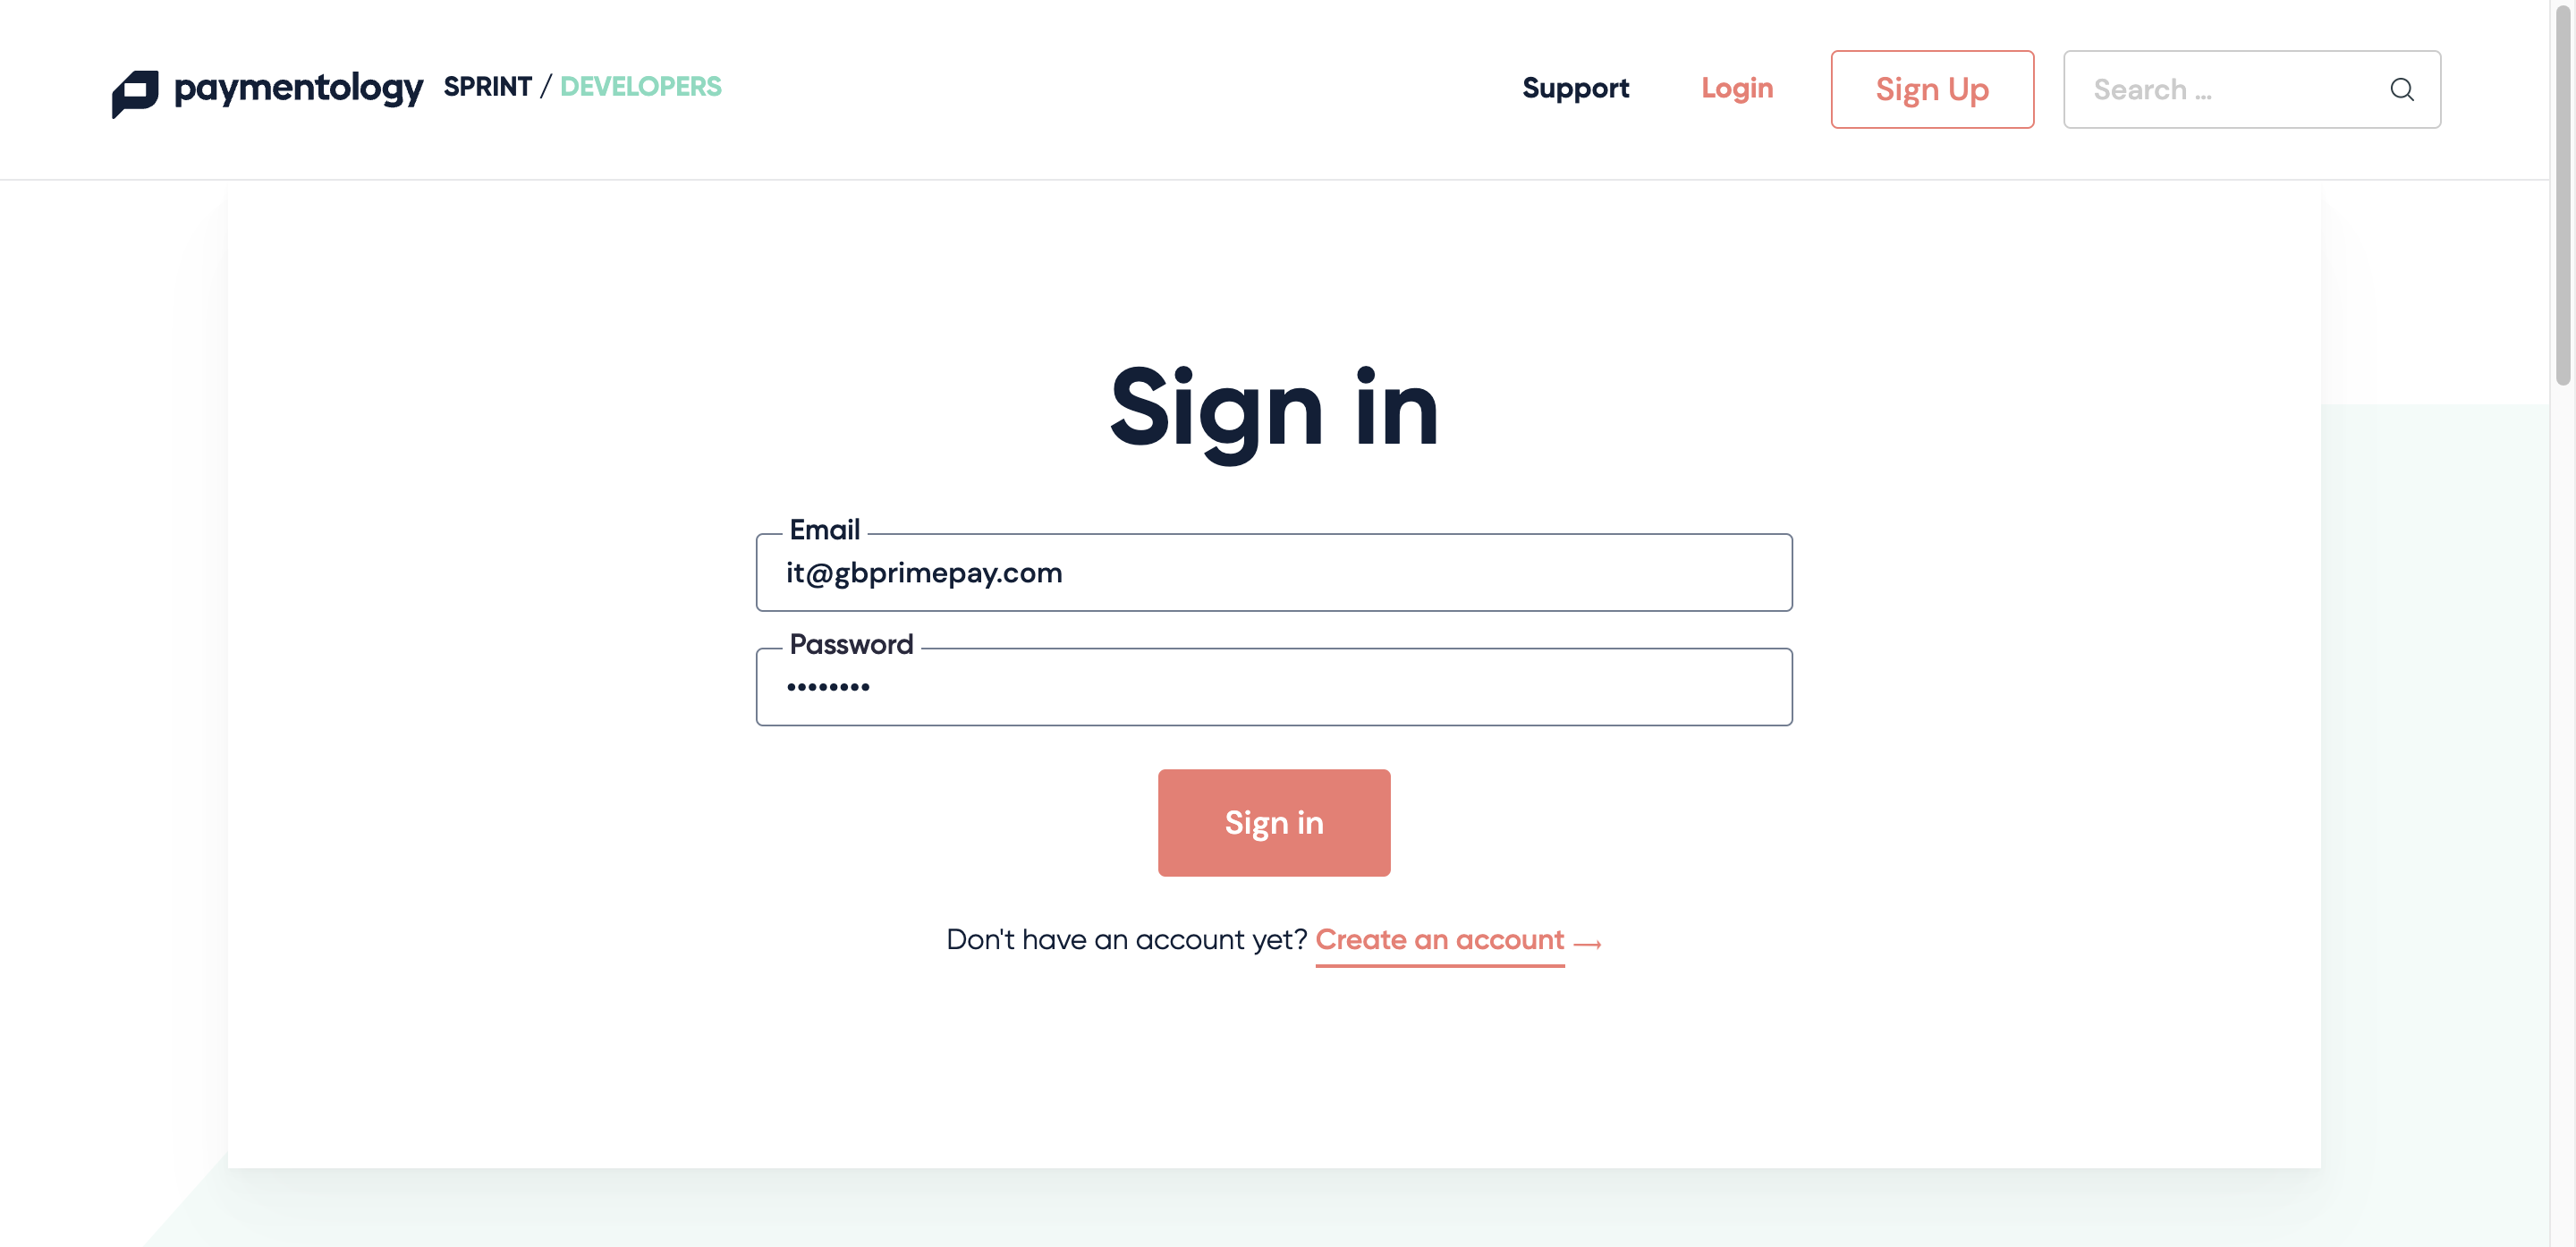 paymentology SPRINT / DEVELOPERS
Support Login Sign Up Search ...
Sign in
Email
it@gbprimepay.com
Password
••••••••
Sign in
Don't have an account yet? Create an account →